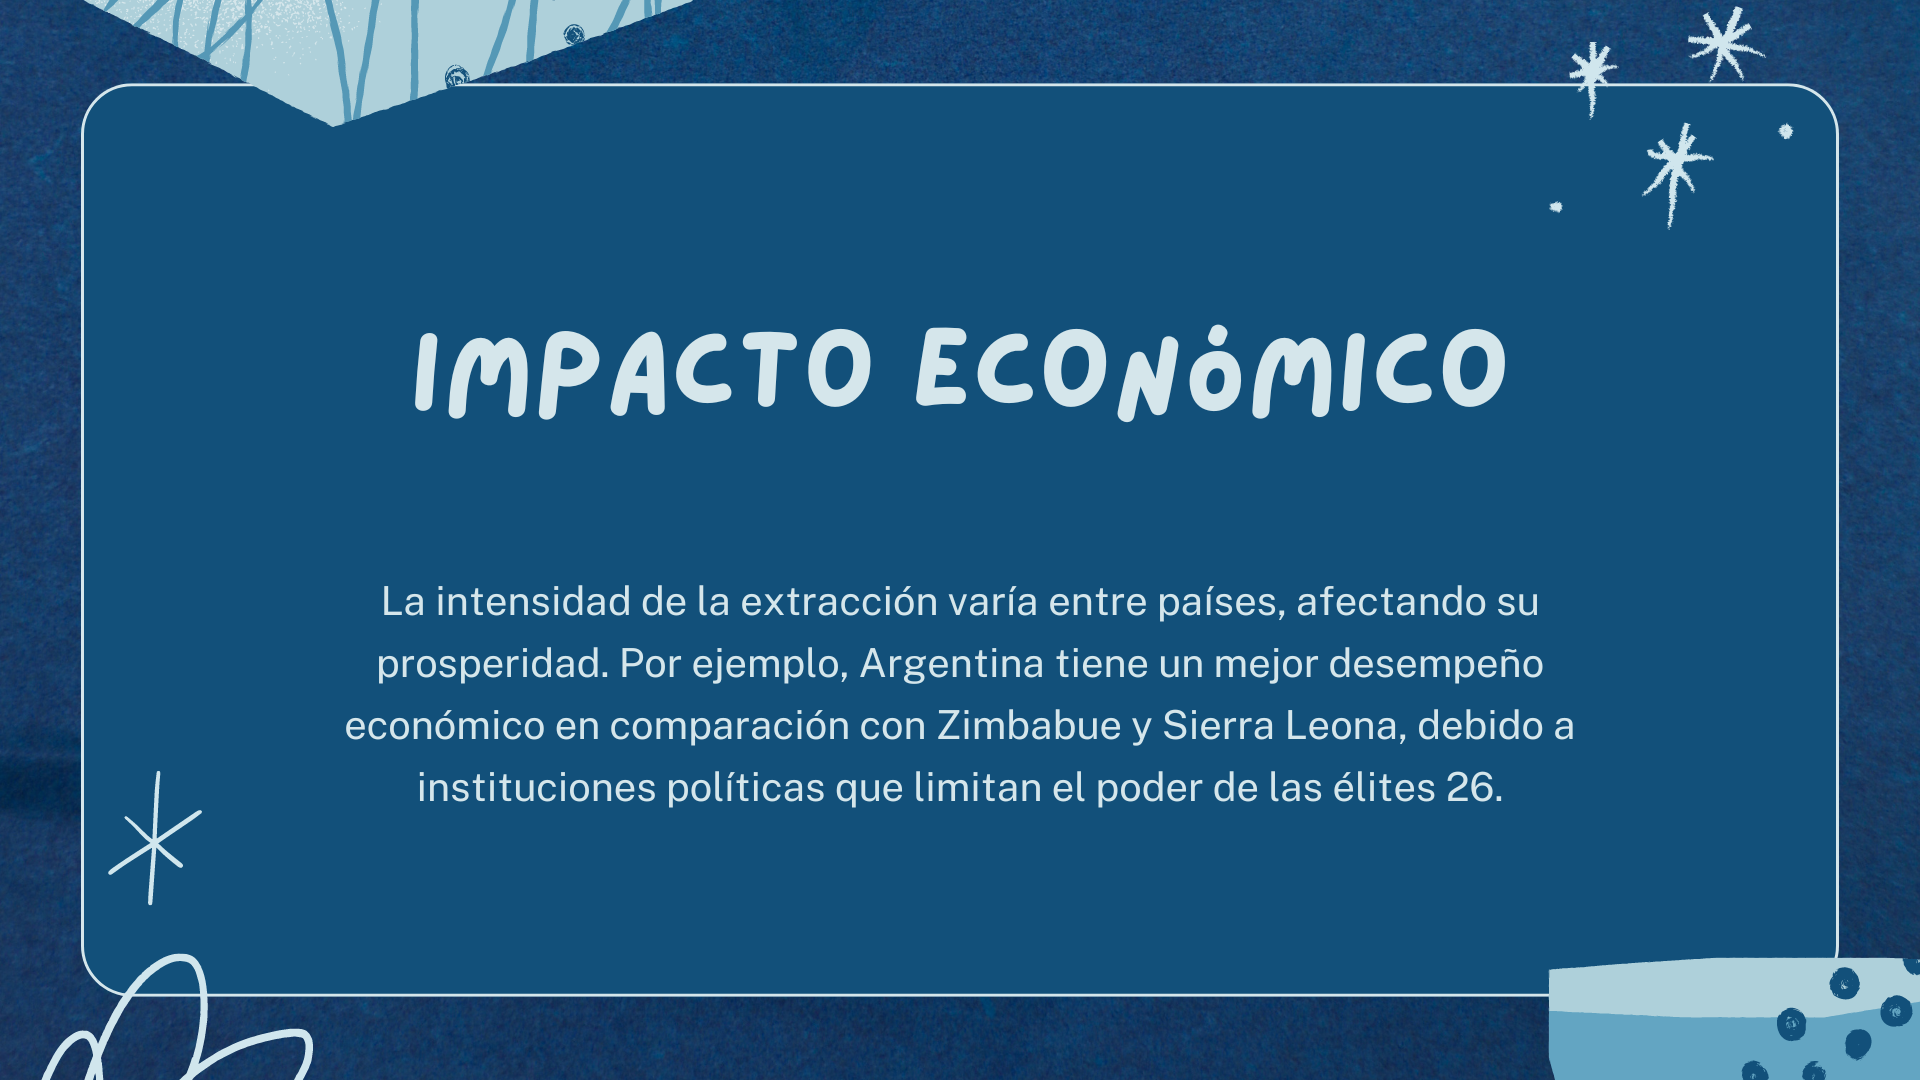 IMPACTO ECONÓMICO
La intensidad de la extracción varía entre países, afectando su
prosperidad. Por ejemplo, Argentina tiene un mejor desempeño
económico en comparación con Zimbabue y Sierra Leona, debido a
instituciones políticas que limitan el poder de las élites 26.